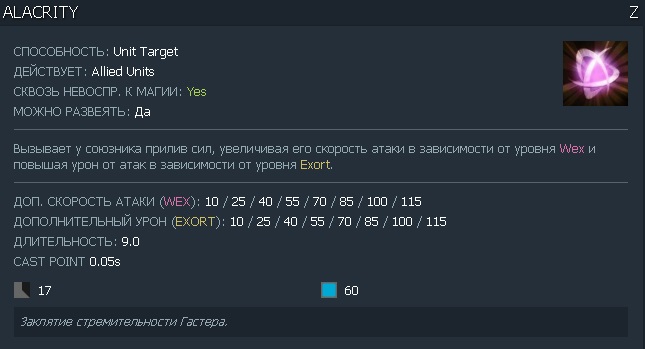 ALACRITY Z
СПОСОБНОСТЬ: Unit Target
ДЕЙСТВУЕТ: Allied Units
СКВОЗЬ НЕВОСПР. К МАГИИ: Yes
МОЖНО РАЗВЕЯТЬ: Да
Вызывает у союзника прилив сил, увеличивая его скорость атаки в зависимости от уровня Wex и
повышая урон от атак в зависимости от уровня Exort.
ДОП. СКОРОСТЬ АТАКИ (WEX): 10 / 25 / 40 / 55 / 70 / 85 / 100 / 115
ДОПОЛНИТЕЛЬНЫЙ УРОН (EXORT): 10 / 25 / 40 / 55 / 70 / 85 / 100 / 115
ДЛИТЕЛЬНОСТЬ: 9.0
CAST POINT 0.05s
17 60
Заклятие стремительности Гастера.